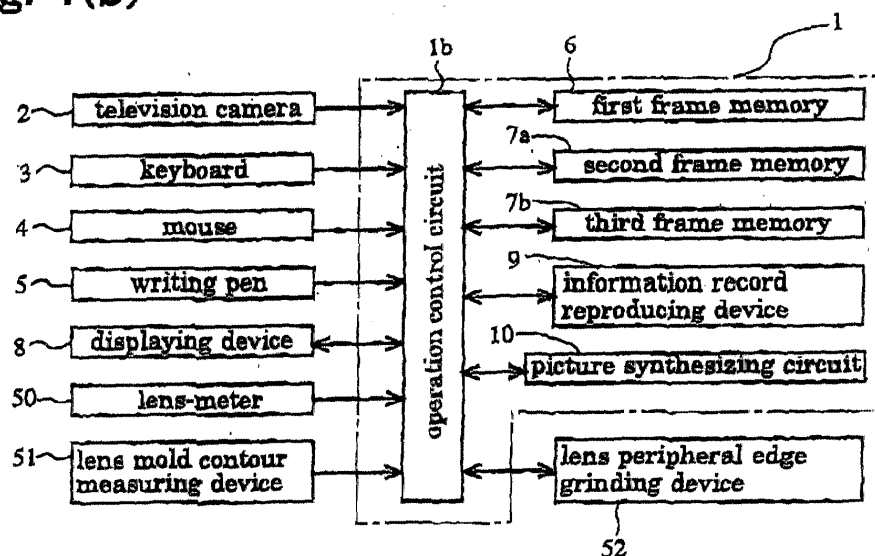 g. 4(b)
1b
6
1
2
television camera
first frame memory
7a
3
keyboard
second frame memory
7b
4
mouse
third frame memory
9
5
writing pen
information record
reproducing device
8
displaying device
10
picture synthesizing circuit
operation control circuit
50
lens-meter
51
lens mold contour
measuring device
lens peripheral edge
grinding device
52